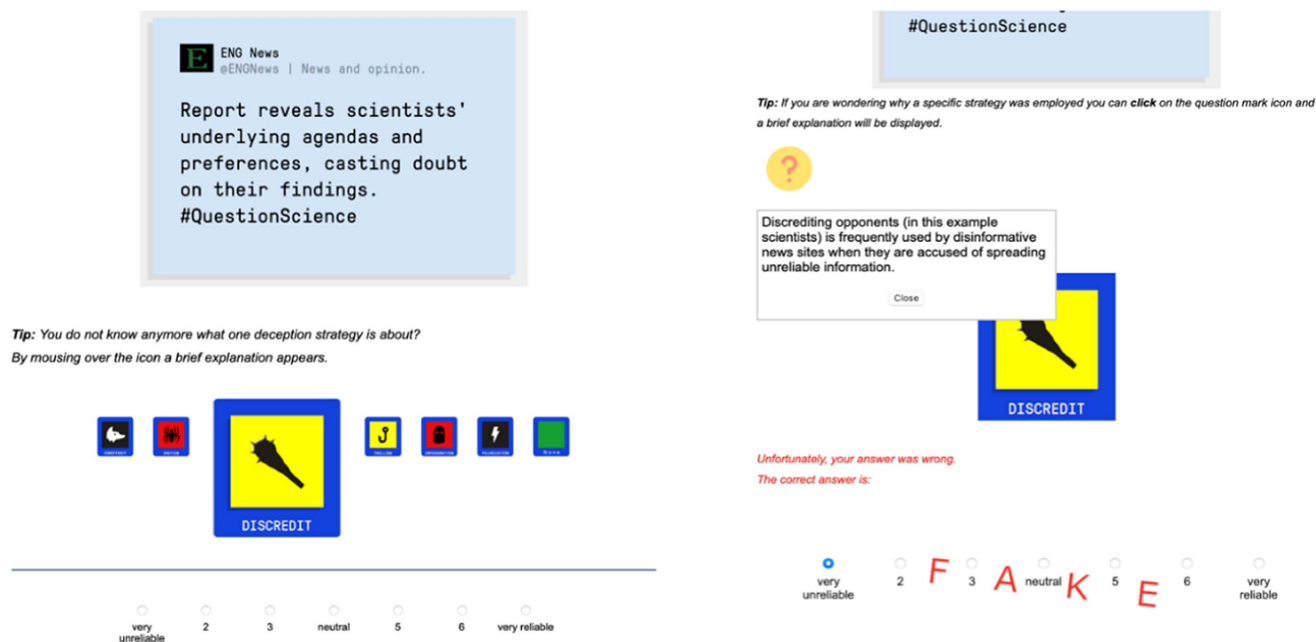 ENG News
@ENGNews | News and opinion.
Report reveals scientists'
underlying agendas and
preferences, casting doubt
on their findings.
#QuestionScience
Tip: You do not know anymore what one deception strategy is about?
By mousing over the icon a brief explanation appears.
DISCREDIT
very unreliable
2
3
neutral
5
6
very reliable
#QuestionScience
Tip: If you are wondering why a specific strategy was employed you can click on the question mark icon and
a brief explanation will be displayed.
?
Discrediting opponents (in this example
scientists) is frequently used by disinformative
news sites when they are accused of spreading
unreliable information.
Close
DISCREDIT
Unfortunately, your answer was wrong.
The correct answer is:
very unreliable
2
3
neutral
5
6
very reliable
FAKE